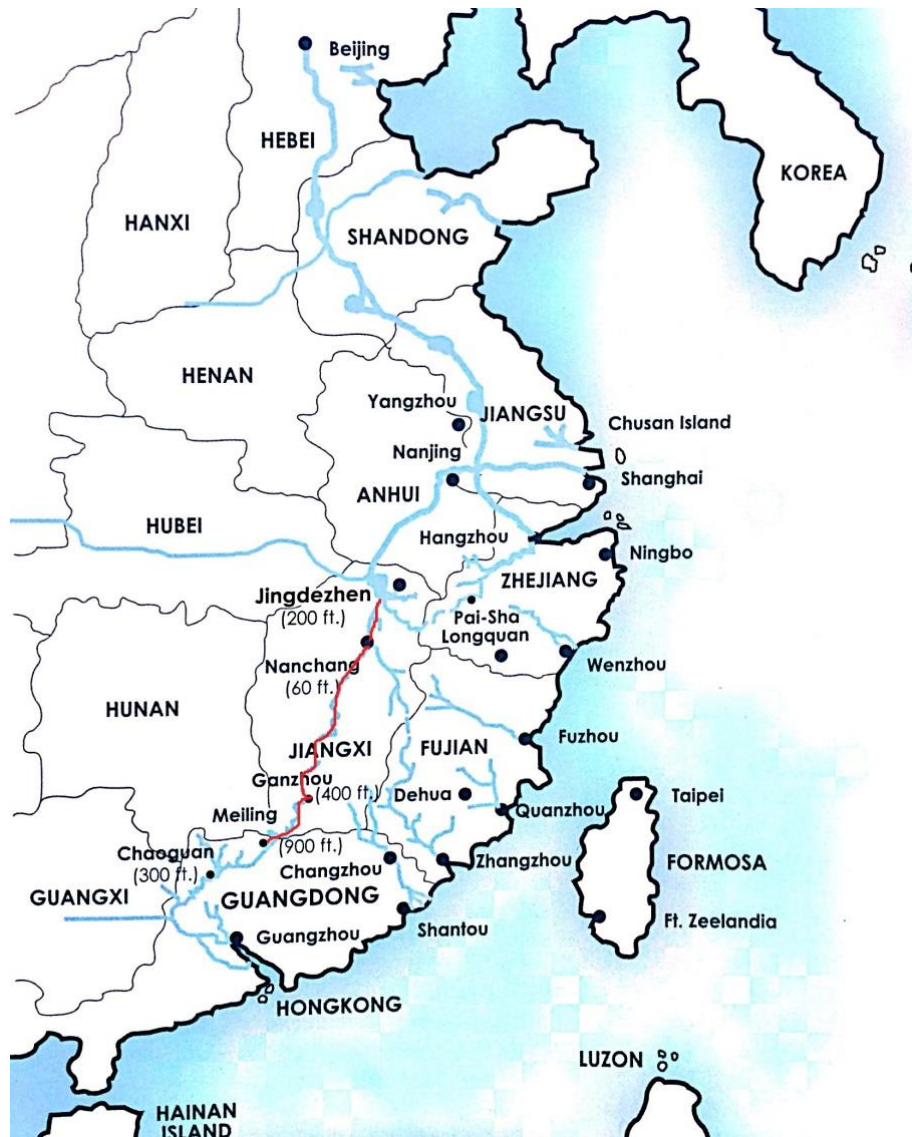 Beijing
HEBEI
KOREA
HANXI
SHANDONG
HENAN
Yangzhou
JIANGSU
Chusan Island
Nanjing
Shanghai
ANHUI
HUBEI
Hangzhou
Ningbo
ZHEJIANG
Jingdezhen
(200 ft.)
Pai-Sha
Longquan
Wenzhou
Nanchang
(60 ft.)
HUNAN
Fuzhou
JIANGXI
FUJIAN
Ganzhou
(400 ft.)
Dehua
Quanzhou
Taipei
Meiling
(900 ft.)
Chaoguan
(300 ft.)
Changzhou
Zhangzhou
FORMOSA
GUANGXI
GUANGDONG
Shantou
Ft. Zeelandia
Guangzhou
HONGKONG
LUZON
HAINAN
ISLAND